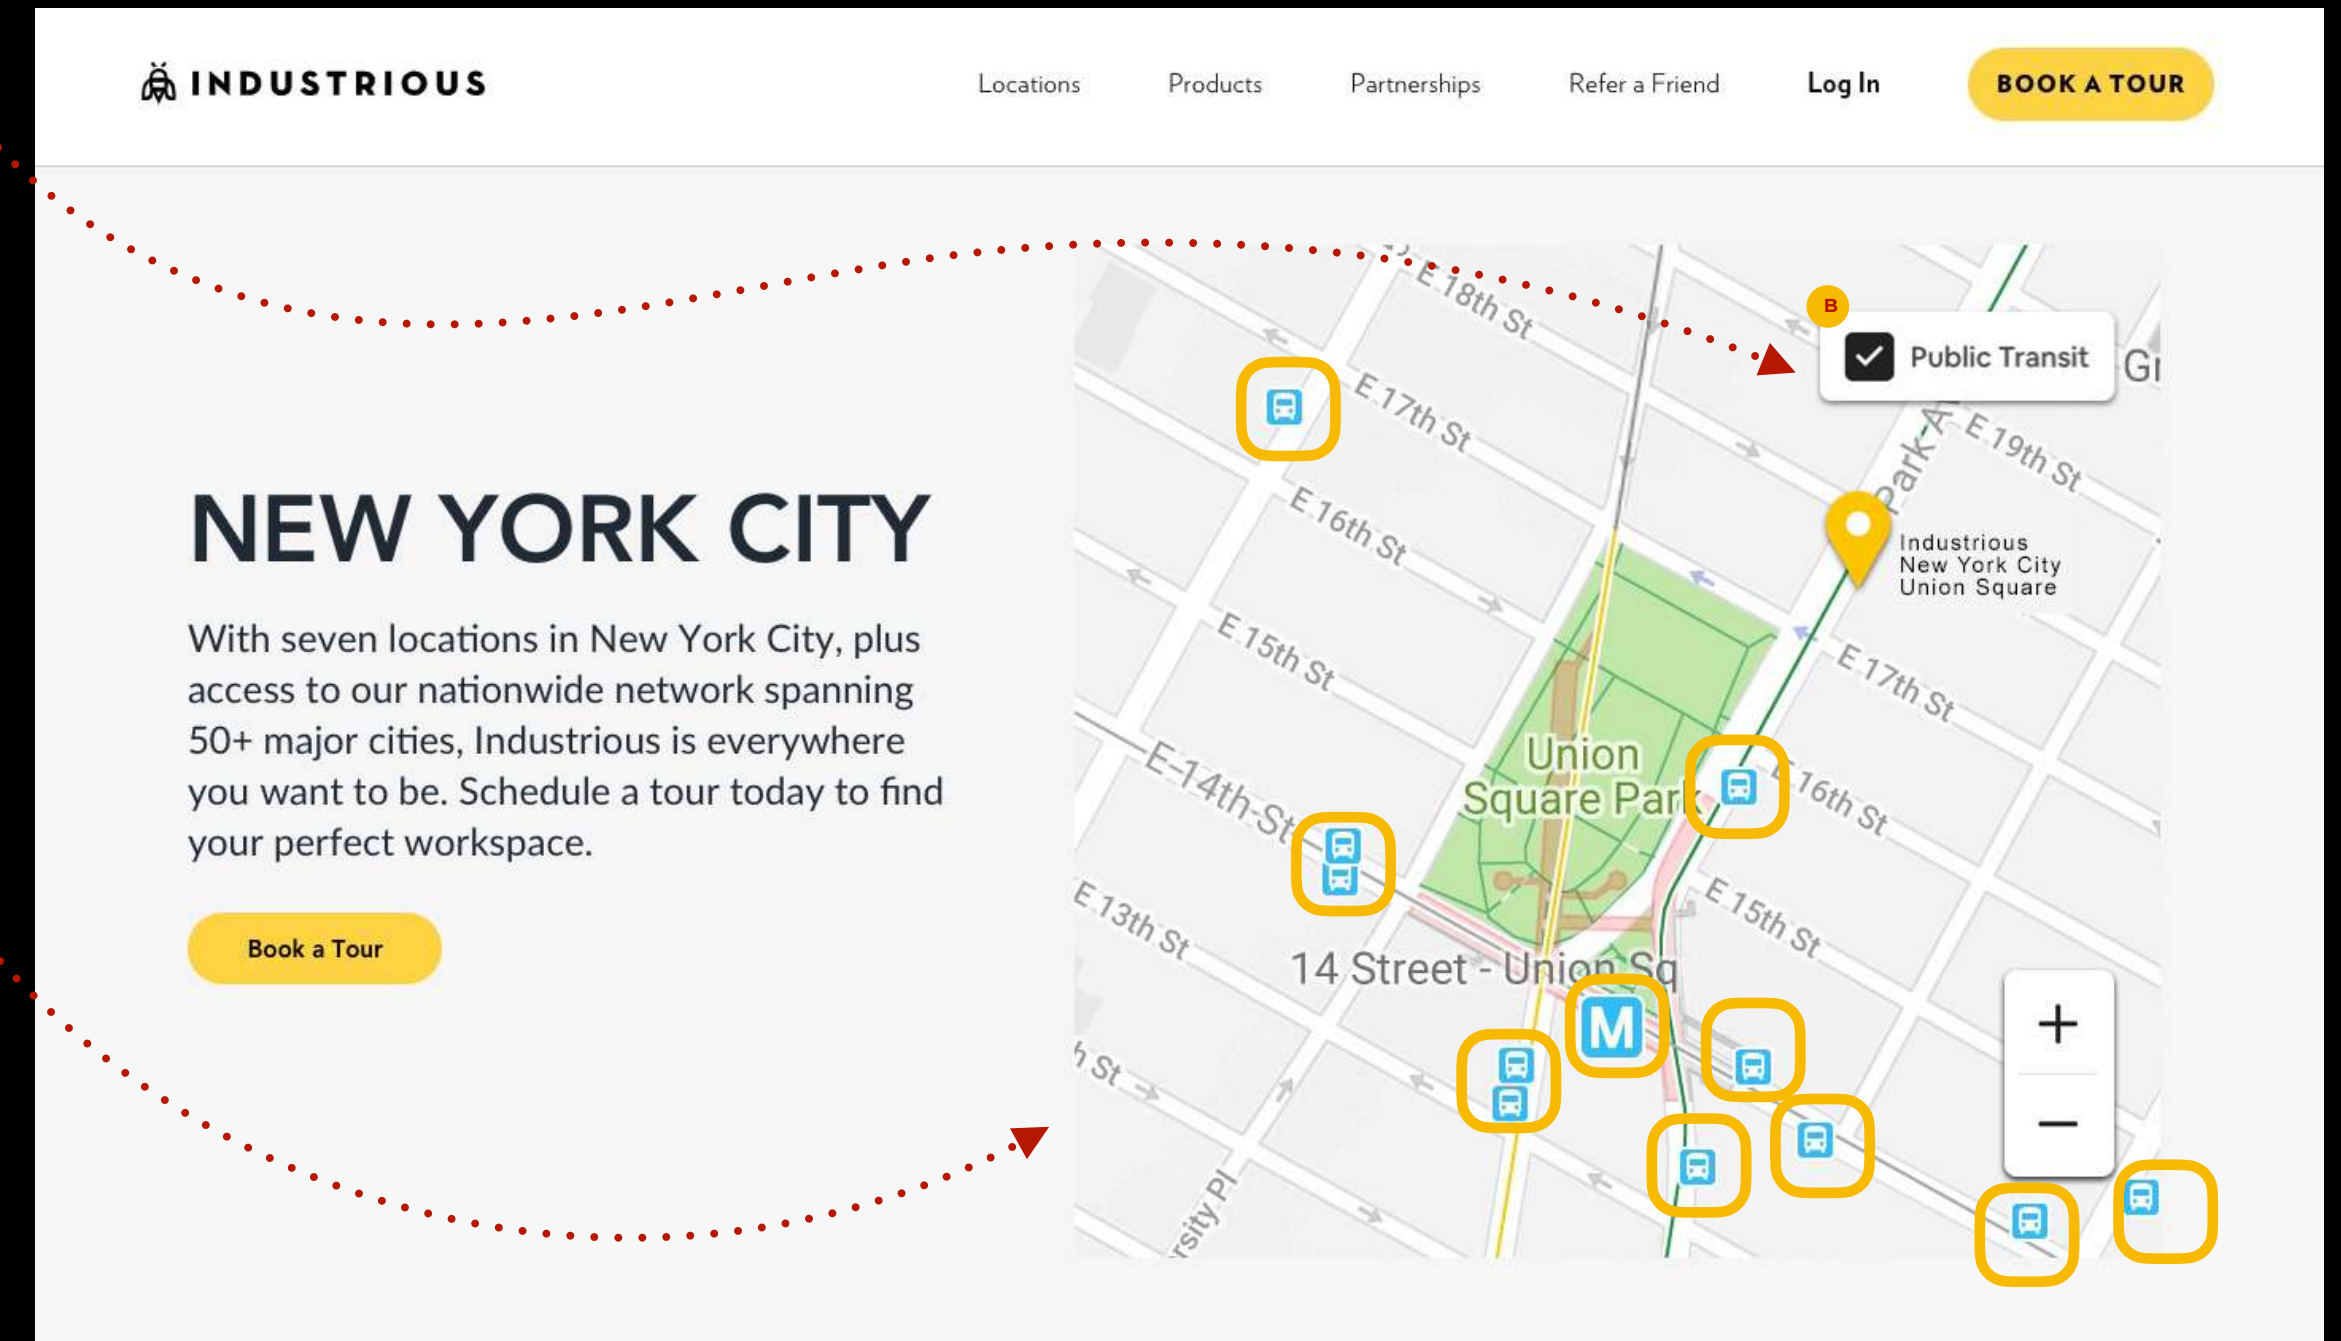 INDUSTRIOUS
Locations
Products
Partnerships
Refer a Friend
Log In
BOOK A TOUR
NEW YORK CITY
With seven locations in New York City, plus
access to our nationwide network spanning
50+ major cities, Industrious is everywhere
you want to be. Schedule a tour today to find
your perfect workspace.
Book a Tour
B
Public Transit
E 18th St
E 17th St
E 16th St
E 15th St
E 14th St
E 13th St
h St
rsity Pl
Park A
E 19th St
Industrious
New York City
Union Square
E 17th St
E 16th St
E 15th St
Union
Square Park
14 Street - Union Sq
M
+
−